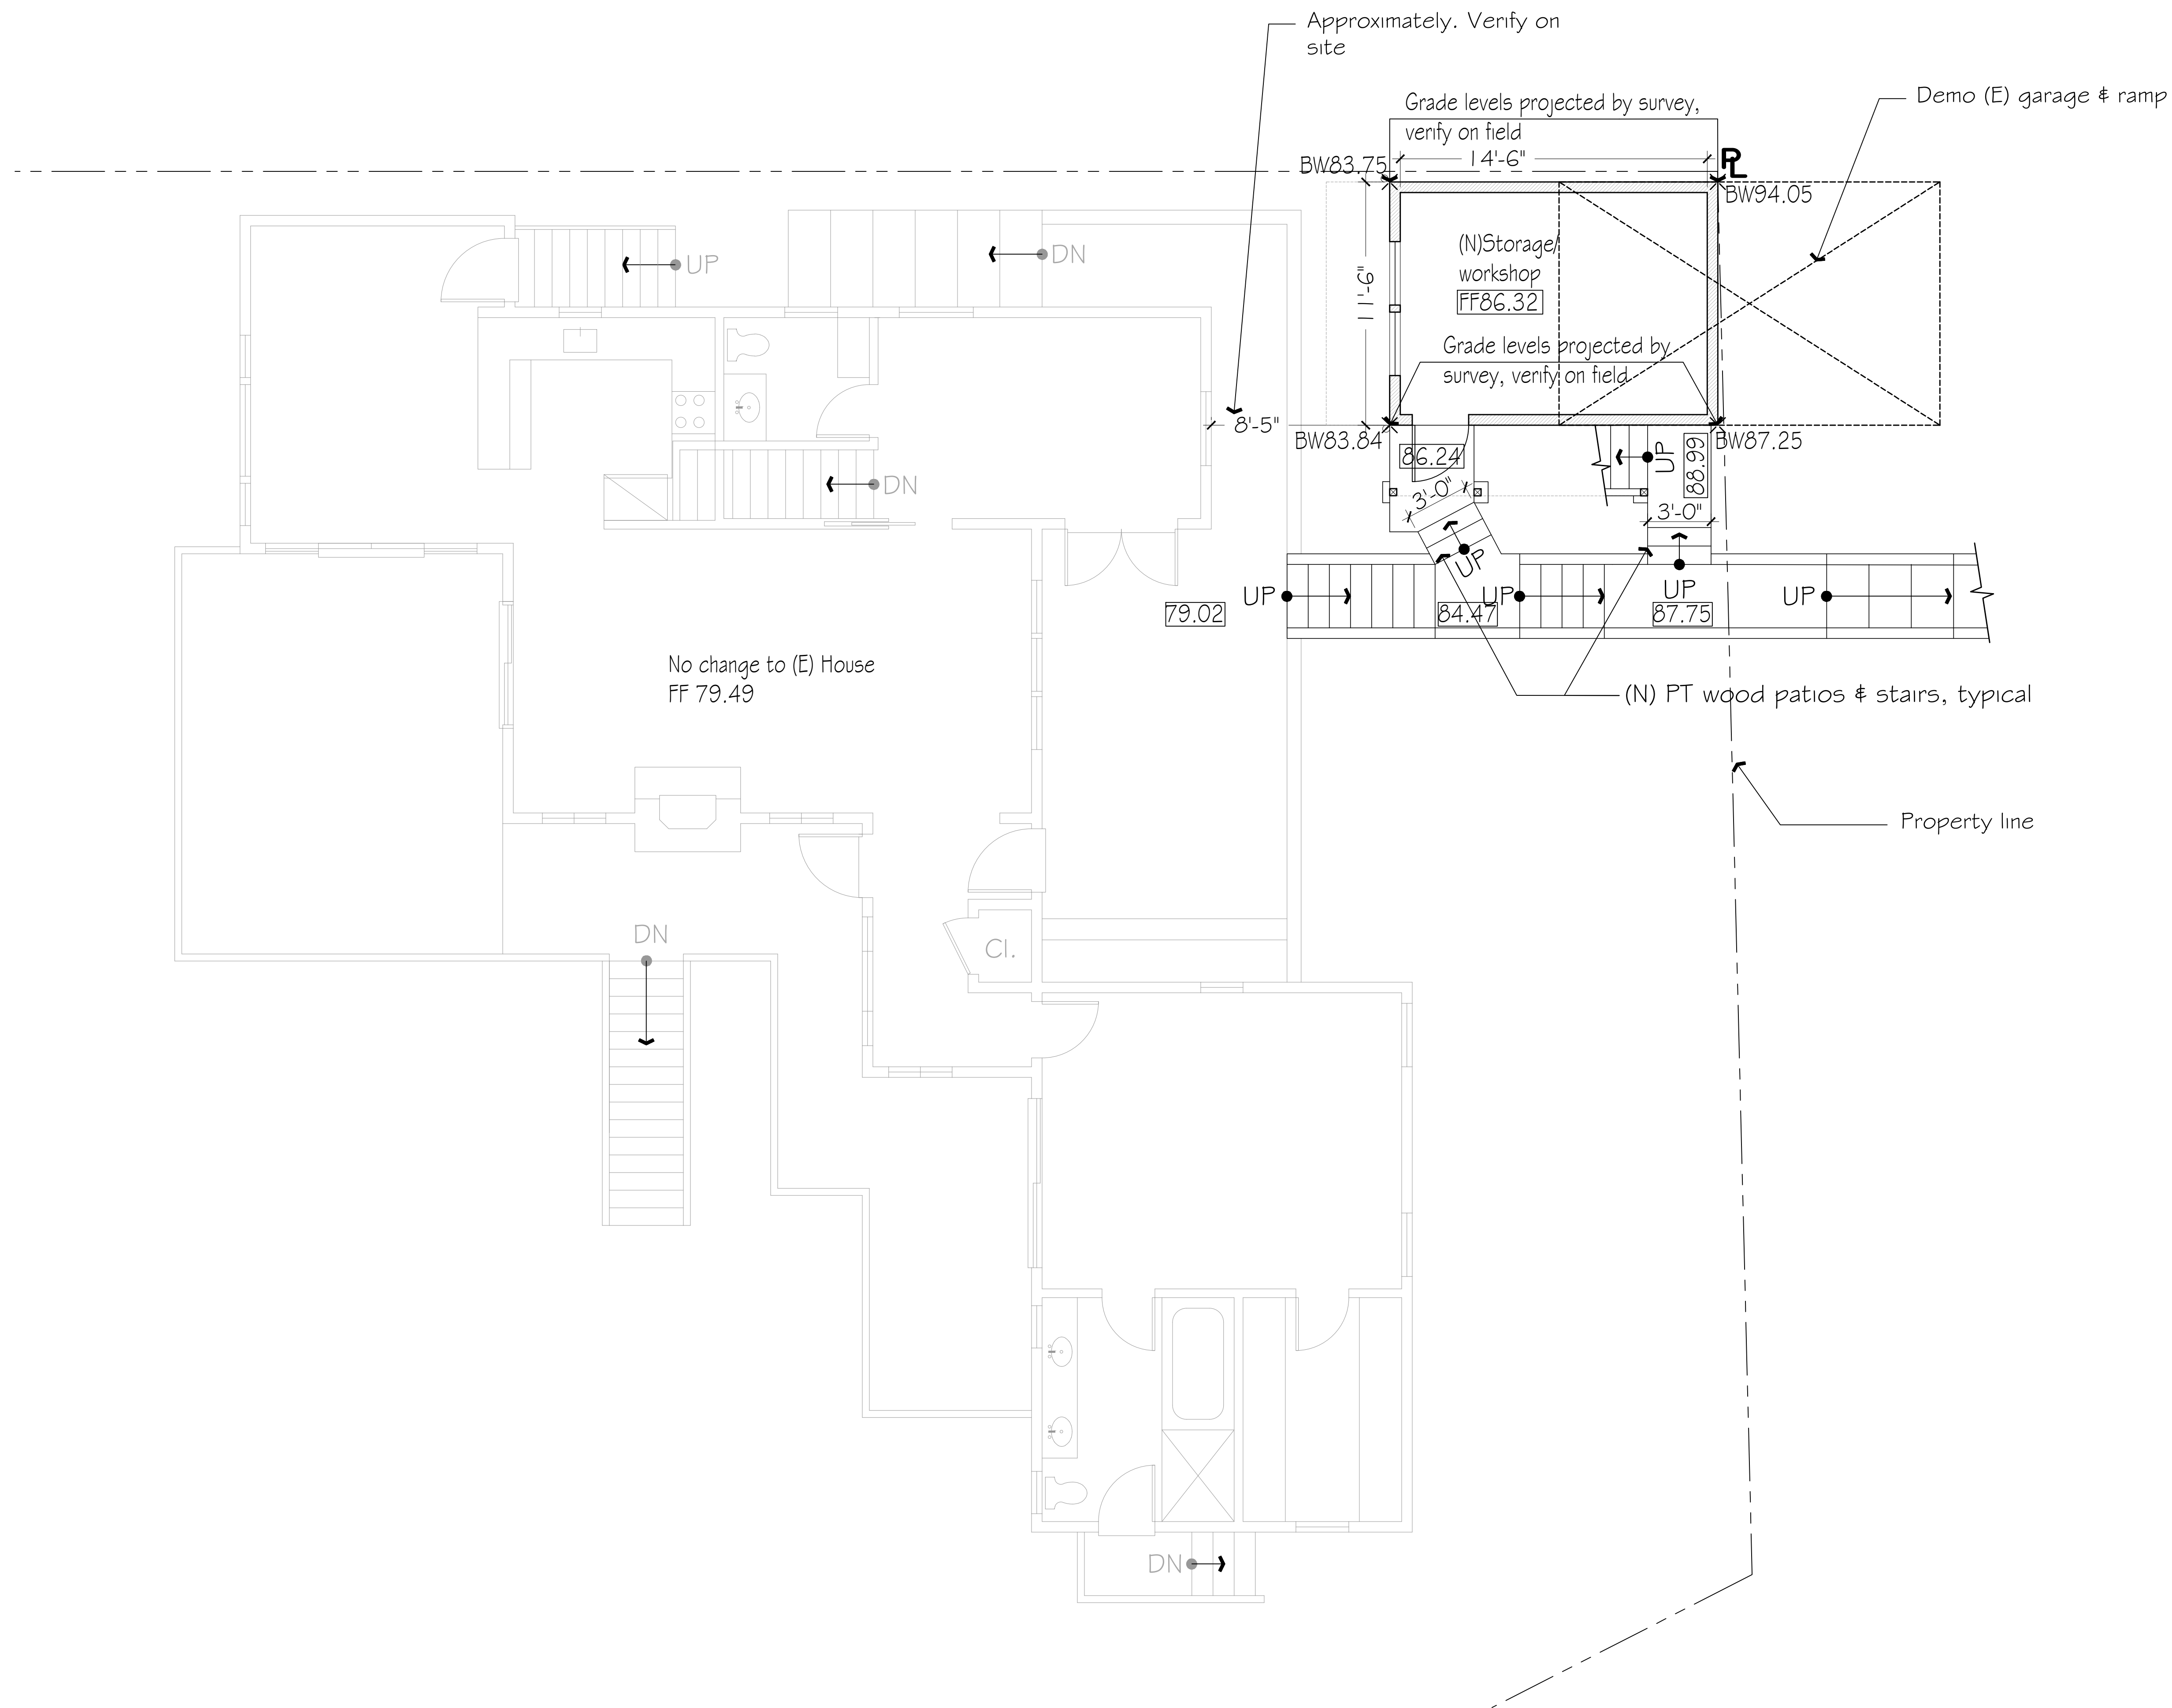 Approximately. Verify on
site
Demo (E) garage & ramp
Grade levels projected by survey,
verify on field
14'-6"
PL
BW83.75
BW94.05
(N)Storage/
workshop
FF86.32
11'-6"
Grade levels projected by
survey, verify on field
UP
DN
8'-5"
BW83.84
BW87.25
86.24
UP
88.99
DN
3'-0"
3'-0"
UP
UP
UP
UP
UP
79.02
84.47
87.75
No change to (E) House
FF 79.49
(N) PT wood patios & stairs, typical
Property line
DN
Cl.
DN